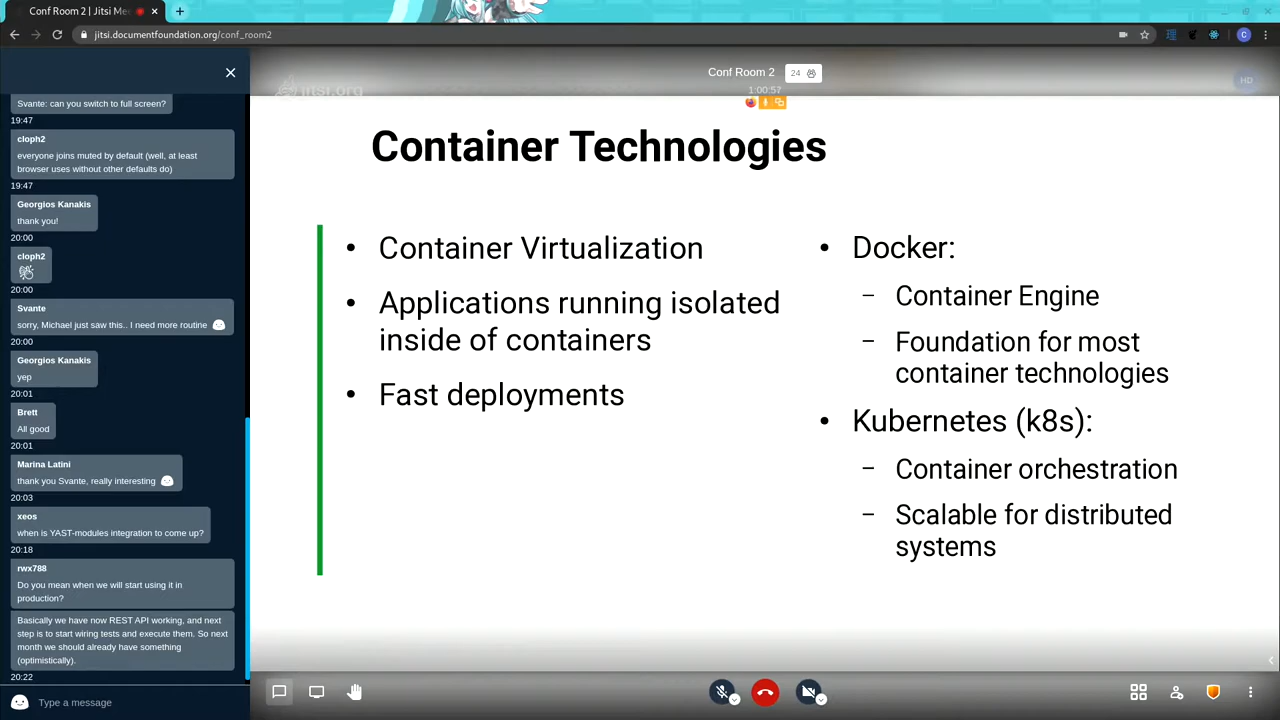 Conf Room 2 | Jitsi Me
jitsi.documentfoundation.org/conf_room2
理
C
Svante: can you switch to full screen?
19:47
cloph2
everyone joins muted by default (well, at least
browser uses without other defaults do)
19:47
Georgios Kanakis
thank you!
20:00
cloph2
20:00
Svante
sorry, Michael just saw this.. I need more routine
20:00
Georgios Kanakis
yep
20:01
Brett
All good
20:01
Marina Latini
thank you Svante, really interesting
20:03
xeos
when is YAST-modules integration to come up?
20:18
rwx788
Do you mean when we will start using it in
production?
Basically we have now REST API working, and next
step is to start wiring tests and execute them. So next
month we should already have something
(optimistically).
20:22
Type a message
jitsi.org
Conf Room 2
24
1:00:57
HD
Container Technologies
• Container Virtualization
• Applications running isolated
inside of containers
• Fast deployments
• Docker:
– Container Engine
– Foundation for most
container technologies
• Kubernetes (k8s):
– Container orchestration
– Scalable for distributed
systems